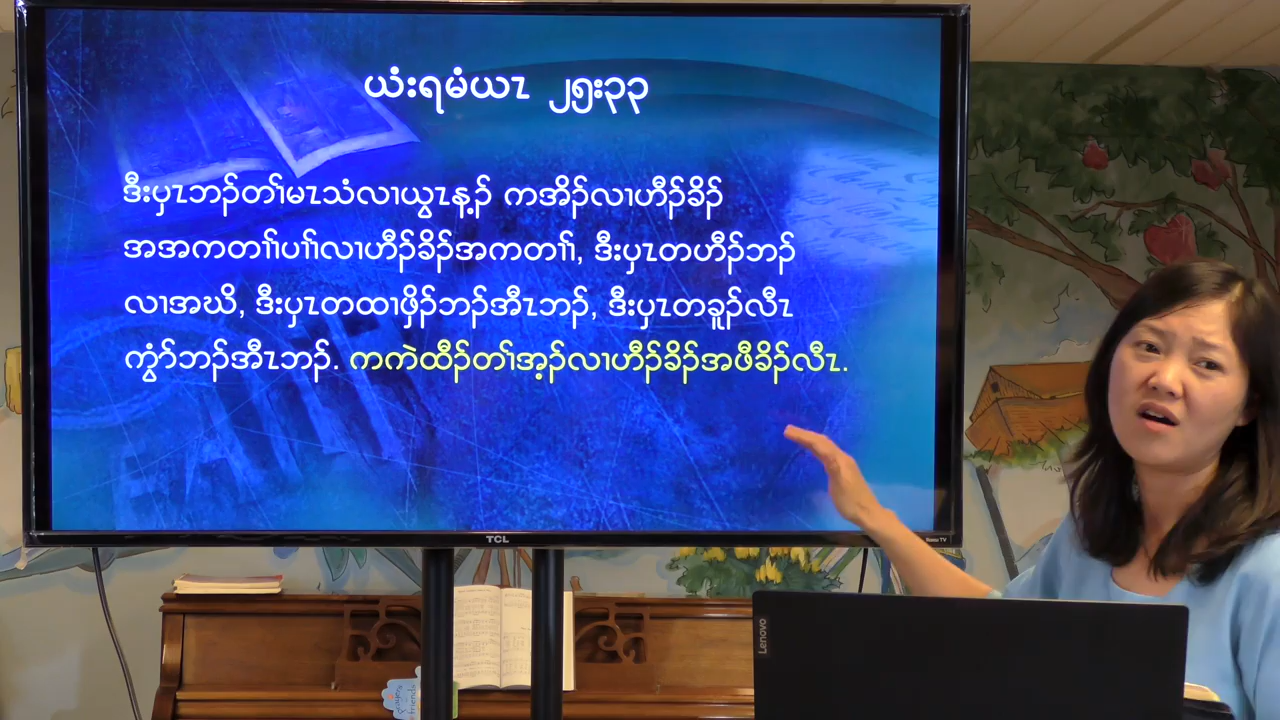 ယံးရမံယၤ ၂၅း၃၃
ဒီးပှၤဘၣ်တၢ်မၤသံလၢယွၤန့ၣ် ကအိၣ်လၢဟီၣ်ခိၣ်
အအကတၢၢ်ပၢၢ်လၢဟီၣ်ခိၣ်အကတၢၢ်, ဒီးပှၤတဟီၣ်ဘၣ်
လၢအဃိ, ဒီးပှၤတထၢဖှိၣ်ဘၣ်အီၤဘၣ်, ဒီးပှၤတခူၣ်လီၤ
ကွံာ်ဘၣ်အီၤဘၣ်. ကကဲထီၣ်တၢ်အ့ၣ်လၢဟီၣ်ခိၣ်အဖီခိၣ်လီၤ.
TCL
Roku TV
Lenovo
friends